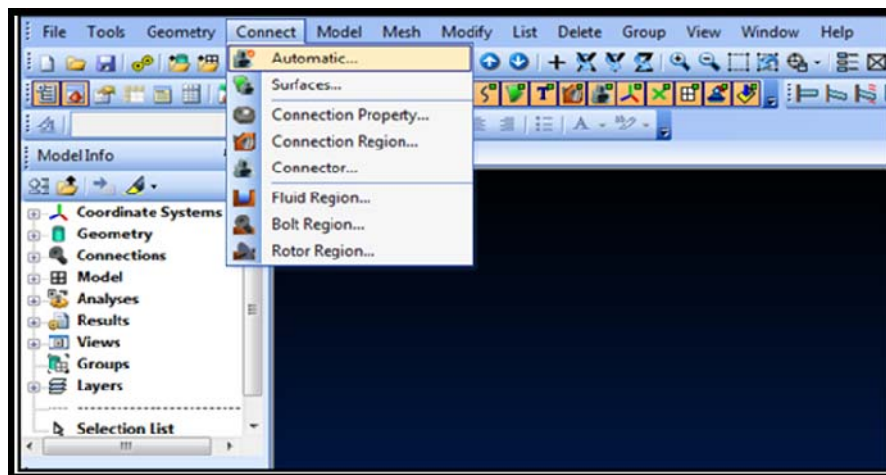 File Tools Geometry Connect Model Mesh Modify List Delete Group View Window Help
Automatic...
Surfaces...
Connection Property...
Connection Region...
Connector...
Fluid Region...
Bolt Region...
Rotor Region...
Model Info
Coordinate Systems
Geometry
Connections
Model
Analyses
Results
Views
Groups
Layers
Selection List